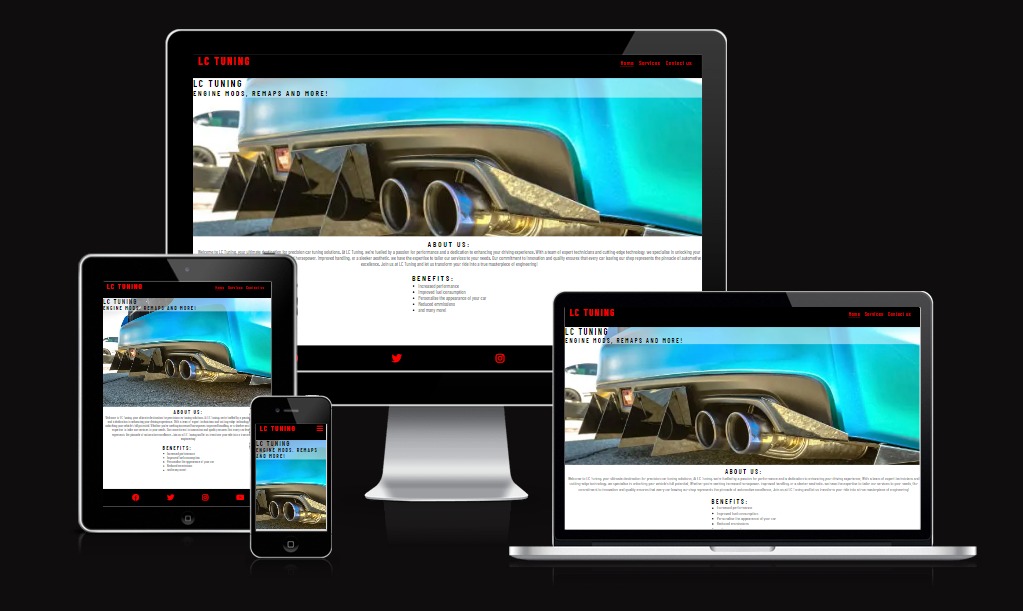 LC TUNING
Home Services Contact us
LC TUNING
ENGINE MODS, REMAPS AND MORE!
ABOUT US:
Welcome to LC Tuning, your ultimate destination for precision car tuning solutions. At LC Tuning, we're fuelled by a passion for performance and a dedication to enhancing your driving experience. With a team of expert technicians and cutting-edge technology, we specialize in unlocking your
horsepower, improved handling, or a sleeker aesthetic, we have the expertise to tailor our services to your needs. Our commitment to innovation and quality ensures that every car leaving our shop represents the pinnacle of automotive
excellence. Join us at LC Tuning and let us transform your ride into a true masterpiece of engineering!
BENEFITS:
Increased performance
Improved fuel consumption
Personalise the appearance of your car
Reduced emmissions
and many more!
LC TUNING
Home Services Contact us
LC TUNING
ENGINE MODS, REMAPS AND MORE!
ABOUT US:
BENEFITS:
Increased performance
Improved fuel consumption
Personalise the appearance of your car
Reduced emmissions
and many more!
LC TUNING
LC TUNING
ENGINE MODS, REMAPS
AND MORE!
LC TUNING
Home Services Contact us
LC TUNING
ENGINE MODS, REMAPS AND MORE!
ABOUT US:
Welcome to LC Tuning, your ultimate destination for precision car tuning solutions. At LC Tuning, we're fuelled by a passion for performance and a dedication to enhancing your driving experience. With a team of expert technicians
and cutting-edge technology, we specialize in unlocking your vehicle's full potential. Whether you're seeking increased horsepower, improved handling, or a sleeker aesthetic, we have the expertise to tailor our services to your needs. Our
commitment to innovation and quality ensures that every car leaving our shop represents the pinnacle of automotive excellence. Join us at LC Tuning and let us transform your ride into a true masterpiece of engineering!
BENEFITS:
Increased performance
Improved fuel consumption
Personalise the appearance of your car
Reduced emmissions